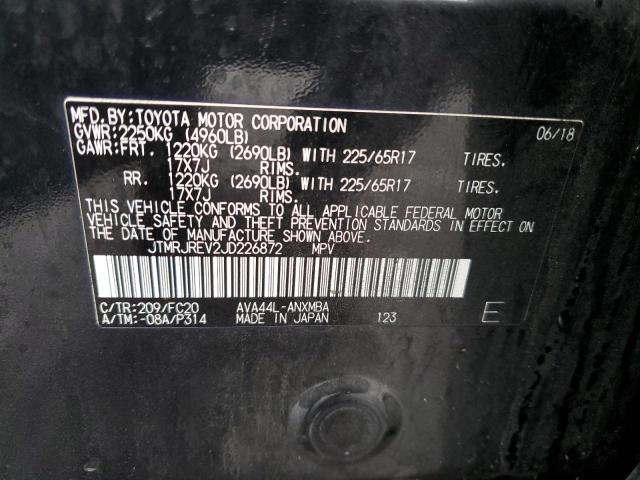 MFD.BY:TOYOTA MOTOR CORPORATION 06/18
GVWR:2250KG (4960LB)
GAWR:FRT. 1220KG (2690LB) WITH 225/65R17 TIRES.
17X7J RIMS.
RR. 1220KG (2690LB) WITH 225/65R17 TIRES.
17X7J RIMS.
THIS VEHICLE CONFORMS TO ALL APPLICABLE FEDERAL MOTOR
VEHICLE SAFETY AND THEFT PREVENTION STANDARDS IN EFFECT ON
THE DATE OF MANUFACTURE SHOWN ABOVE.
JTMRJREV2JD226872 MPV
C/TR:209/FC20 AVA44L-ANXMBA
A/TM:-08A/P314 MADE IN JAPAN 123 E